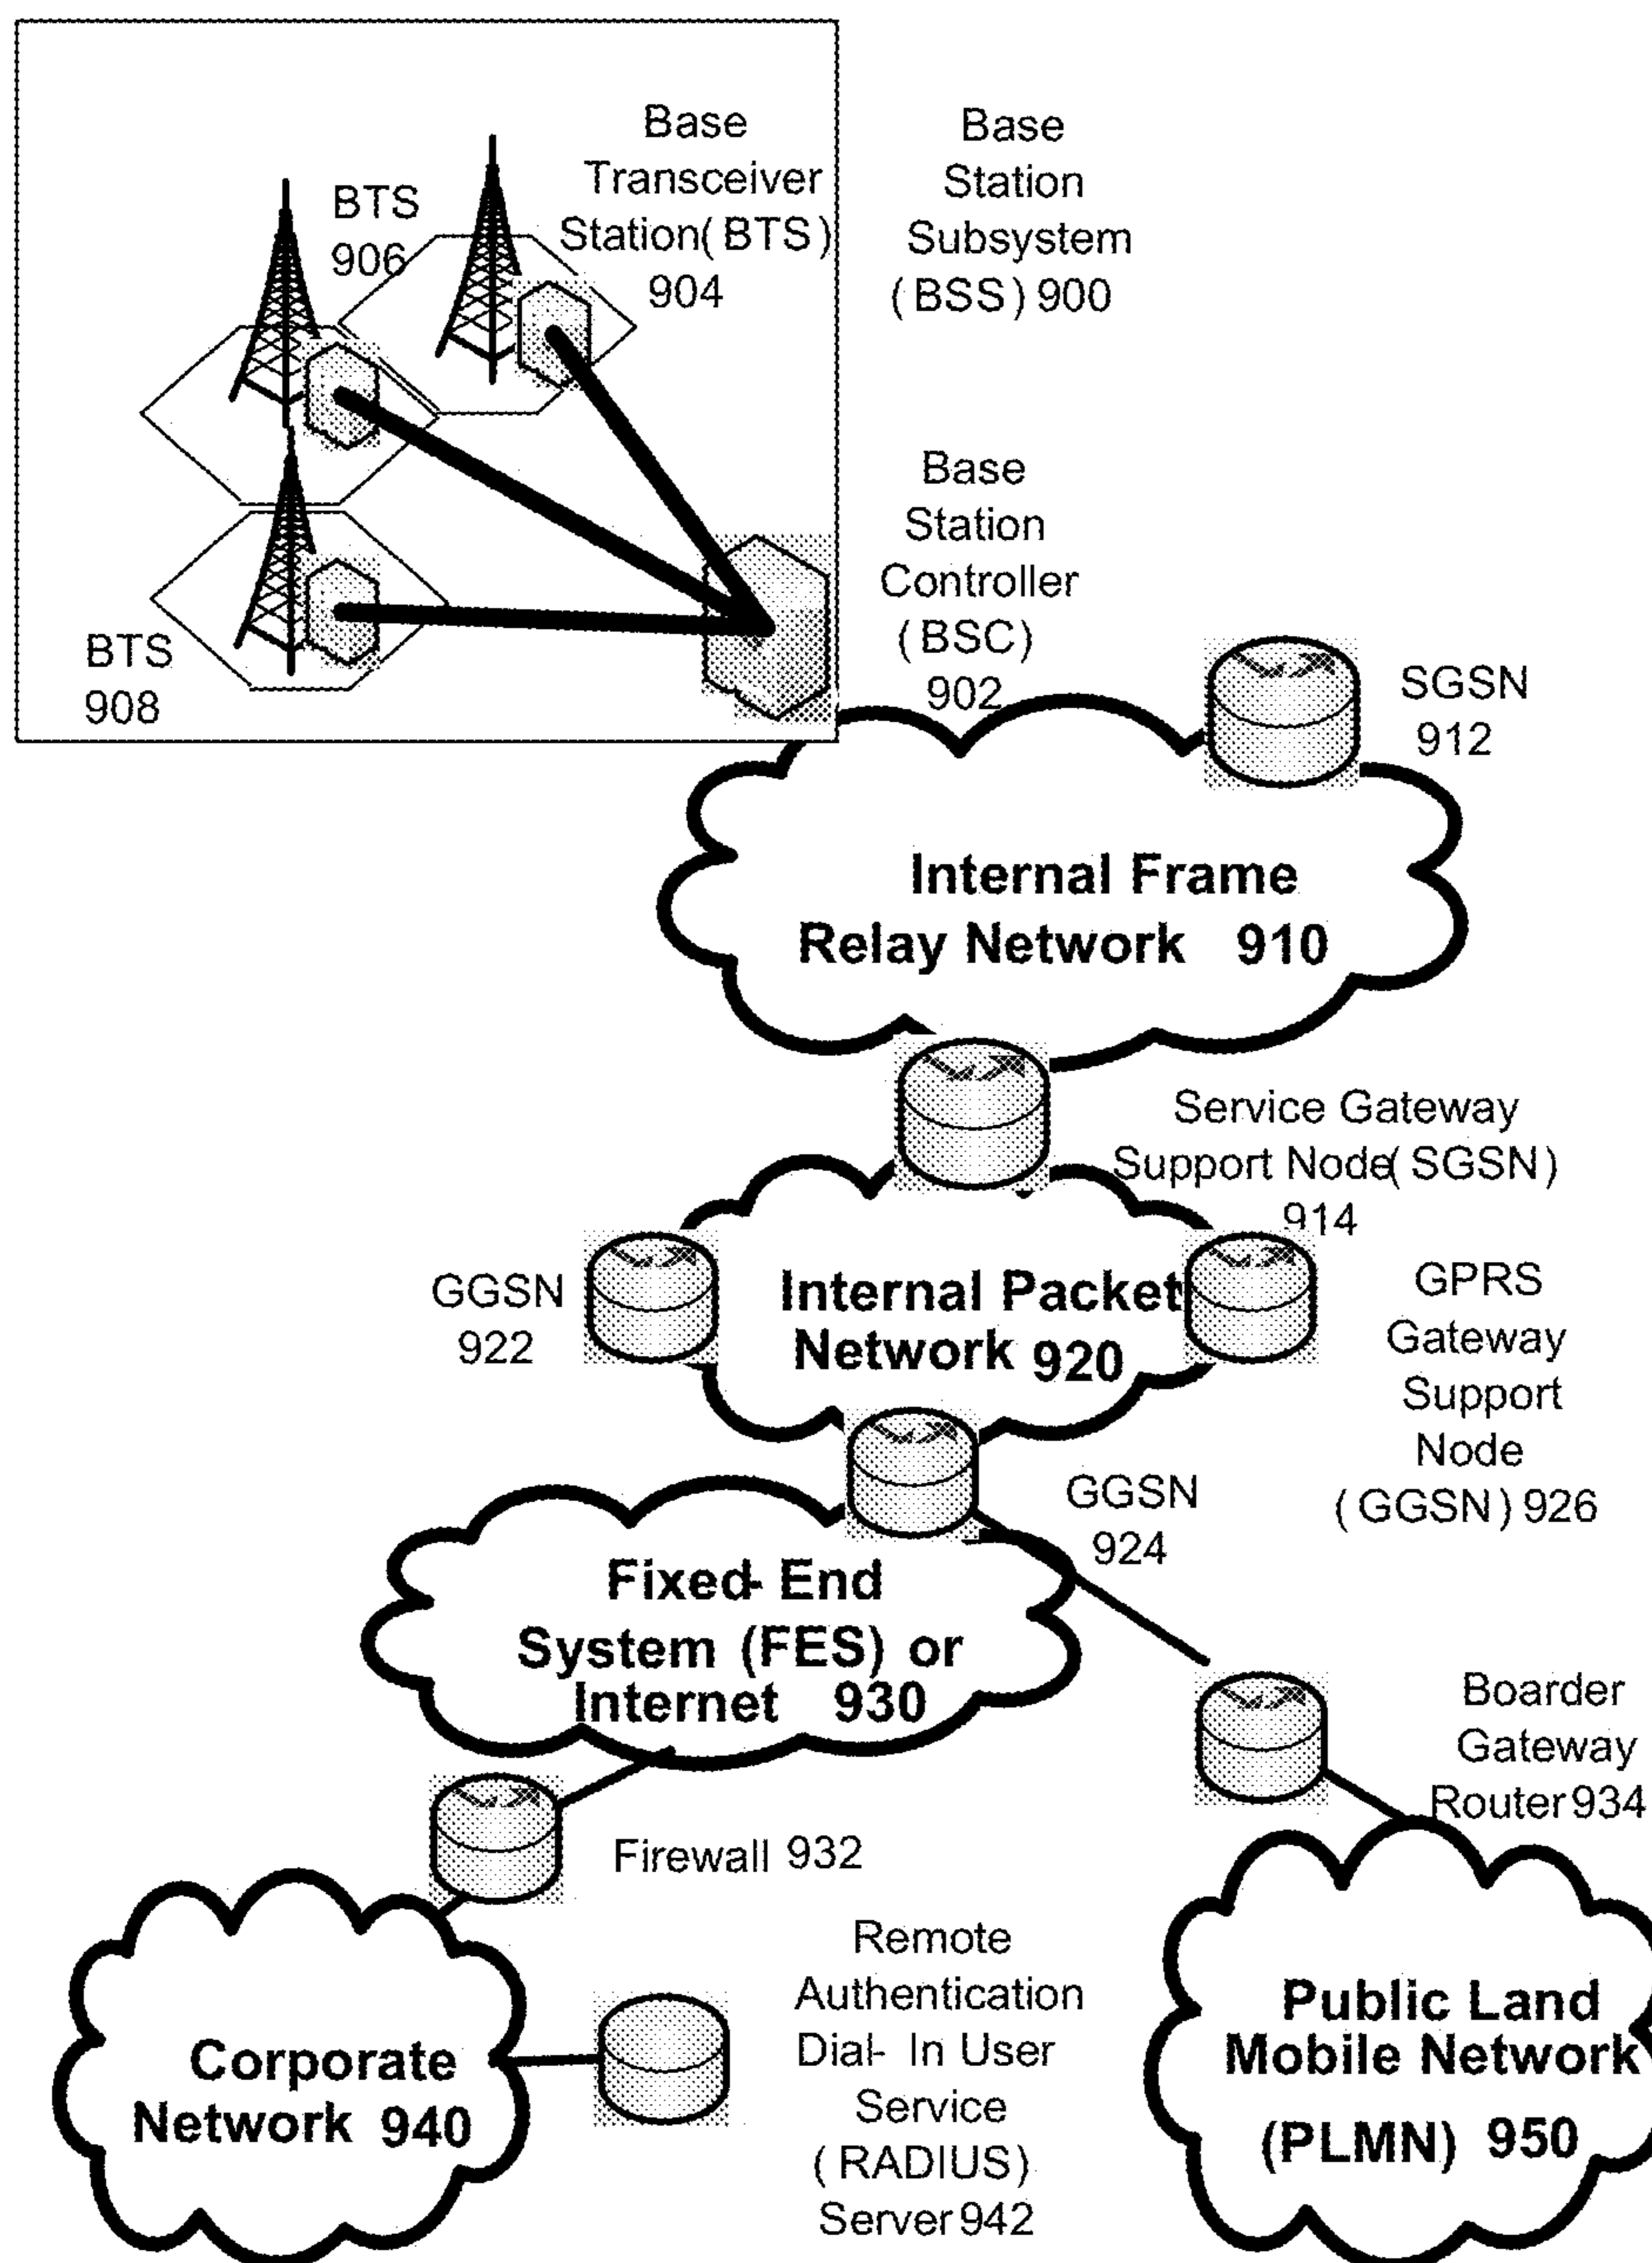 Base
Transceiver
Station( BTS)
904
BTS
906
BTS
908
Base
Station
Subsystem
(BSS) 900
Base
Station
Controller
(BSC)
902
SGSN
912
Internal Frame
Relay Network 910
Service Gateway
Support Node( SGSN)
914
GGSN
922
Internal Packet
Network 920
GPRS
Gateway
Support
Node
(GGSN) 926
GGSN
924
Fixed- End
System (FES) or
Internet 930
Boarder
Gateway
Router 934
Firewall 932
Remote
Authentication
Dial- In User
Service
(RADIUS)
Server 942
Corporate
Network 940
Public Land
Mobile Network
(PLMN) 950